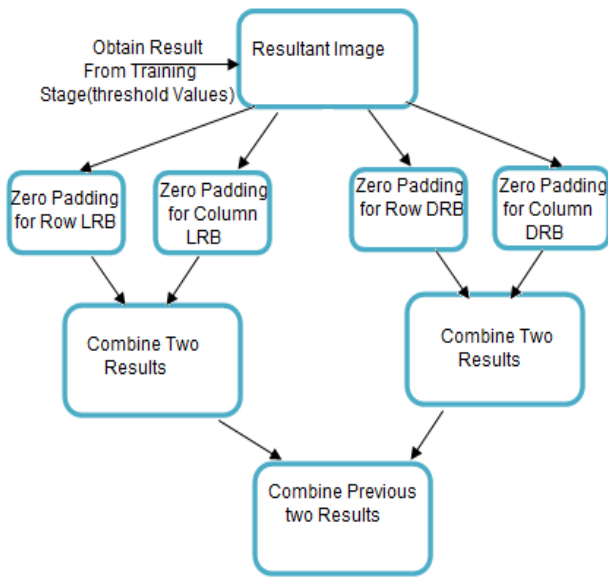 Obtain Result
From Training
Stage(threshold Values)
Resultant Image
Zero Padding
for Row LRB
Zero Padding
for Column
LRB
Zero Padding
for Row DRB
Zero Padding
for Column
DRB
Combine Two
Results
Combine Two
Results
Combine Previous
two Results